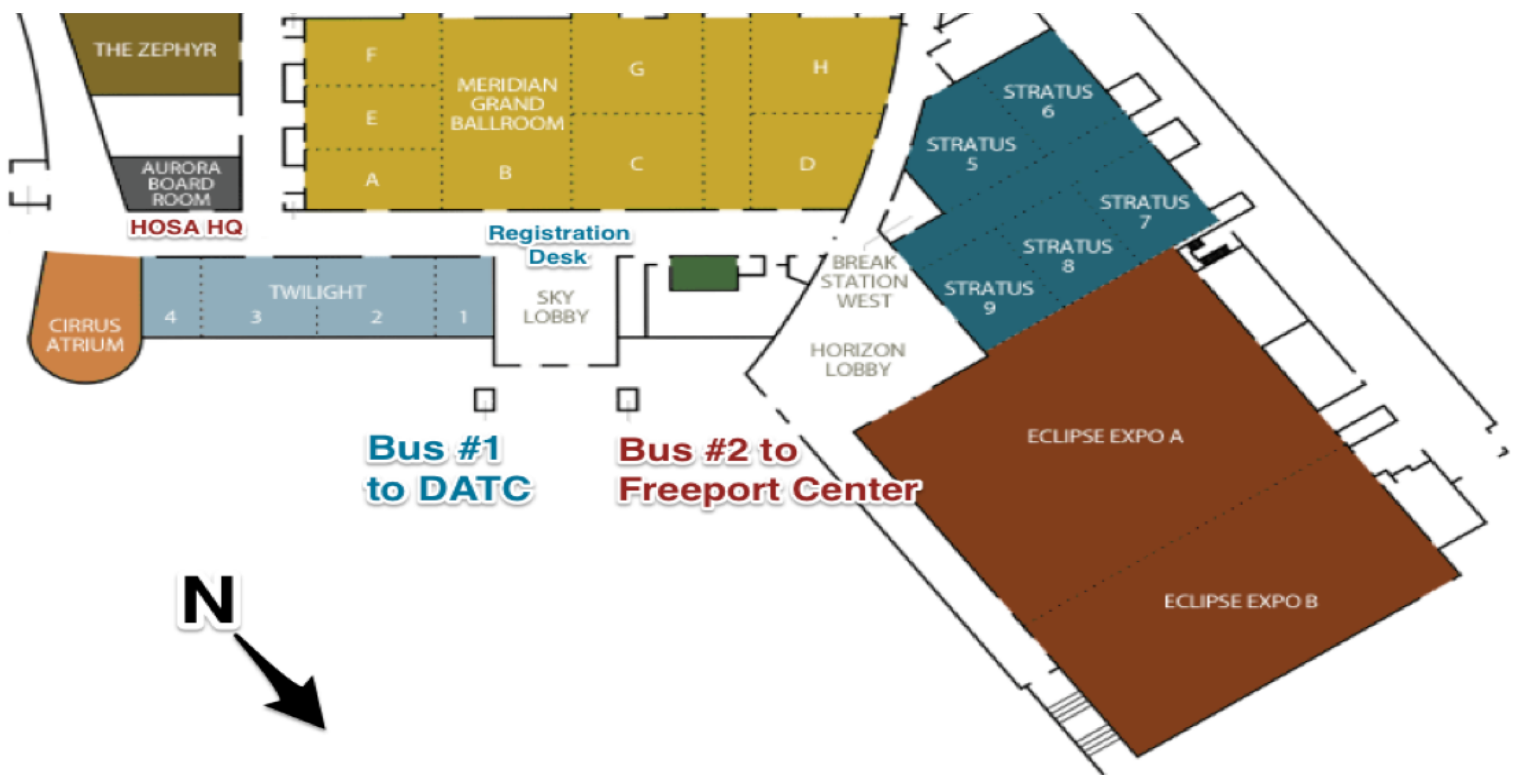 THE ZEPHYR
F
MERIDIAN
GRAND
BALLROOM
G
H
E
A
B
C
D
AURORA
BOARD
ROOM
HOSA HQ
Registration
Desk
STRATUS
6
STRATUS
5
STRATUS
7
STRATUS
8
STRATUS
9
BREAK
STATION
WEST
HORIZON
LOBBY
CIRRUS
ATRIUM
TWILIGHT
4 3 2 1
SKY
LOBBY
Bus #1
to DATC
Bus #2 to
Freeport Center
ECLIPSE EXPO A
ECLIPSE EXPO B
N